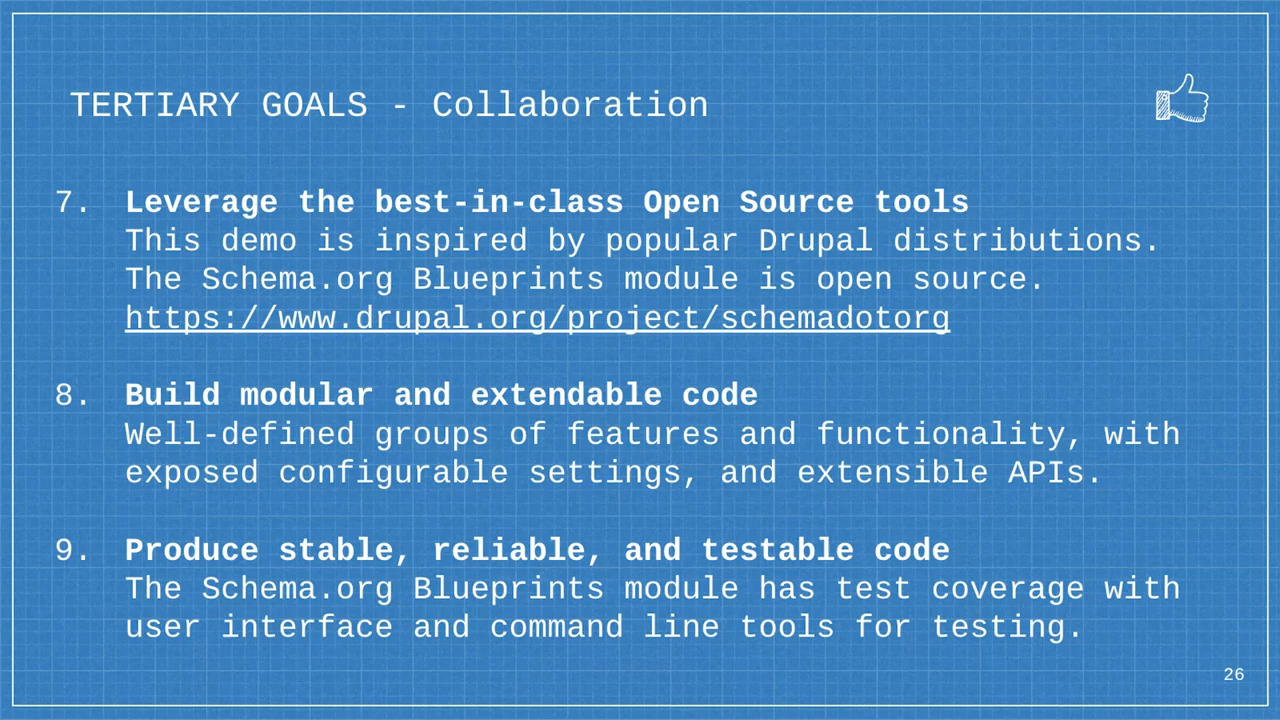 TERTIARY GOALS - Collaboration
7. Leverage the best-in-class Open Source tools
This demo is inspired by popular Drupal distributions.
The Schema.org Blueprints module is open source.
https://www.drupal.org/project/schemadotorg
8. Build modular and extendable code
Well-defined groups of features and functionality, with
exposed configurable settings, and extensible APIs.
9. Produce stable, reliable, and testable code
The Schema.org Blueprints module has test coverage with
user interface and command line tools for testing.
26